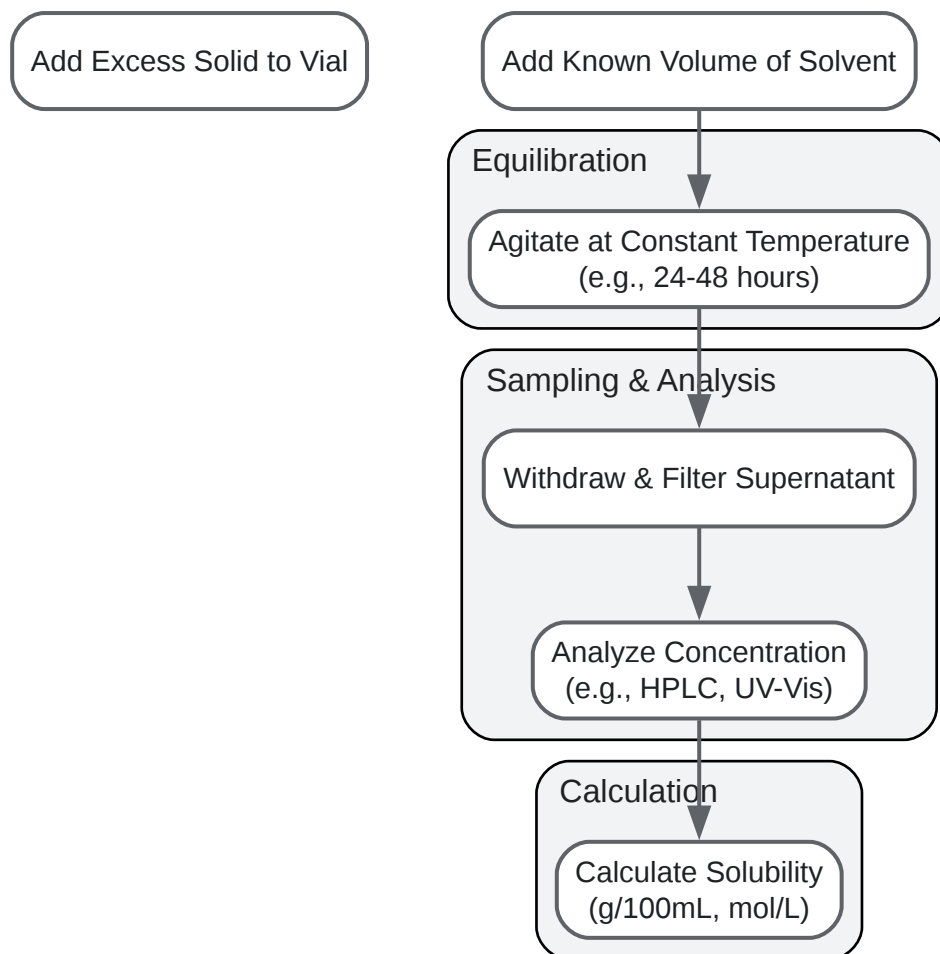 Add Excess Solid to Vial
Add Known Volume of Solvent
Equilibration
Agitate at Constant Temperature
(e.g., 24-48 hours)
Sampling & Analysis
Withdraw & Filter Supernatant
Analyze Concentration
(e.g., HPLC, UV-Vis)
Calculation
Calculate Solubility
(g/100mL, mol/L)